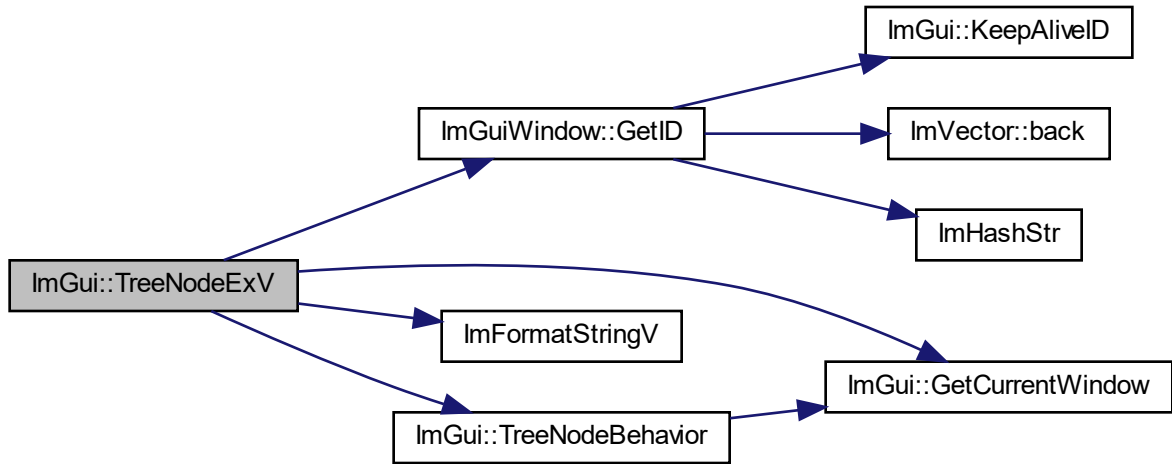 ImGui::KeepAliveID
ImGuiWindow::GetID
ImVector::back
ImHashStr
ImGui::TreeNodeExV
ImFormatStringV
ImGui::GetCurrentWindow
ImGui::TreeNodeBehavior